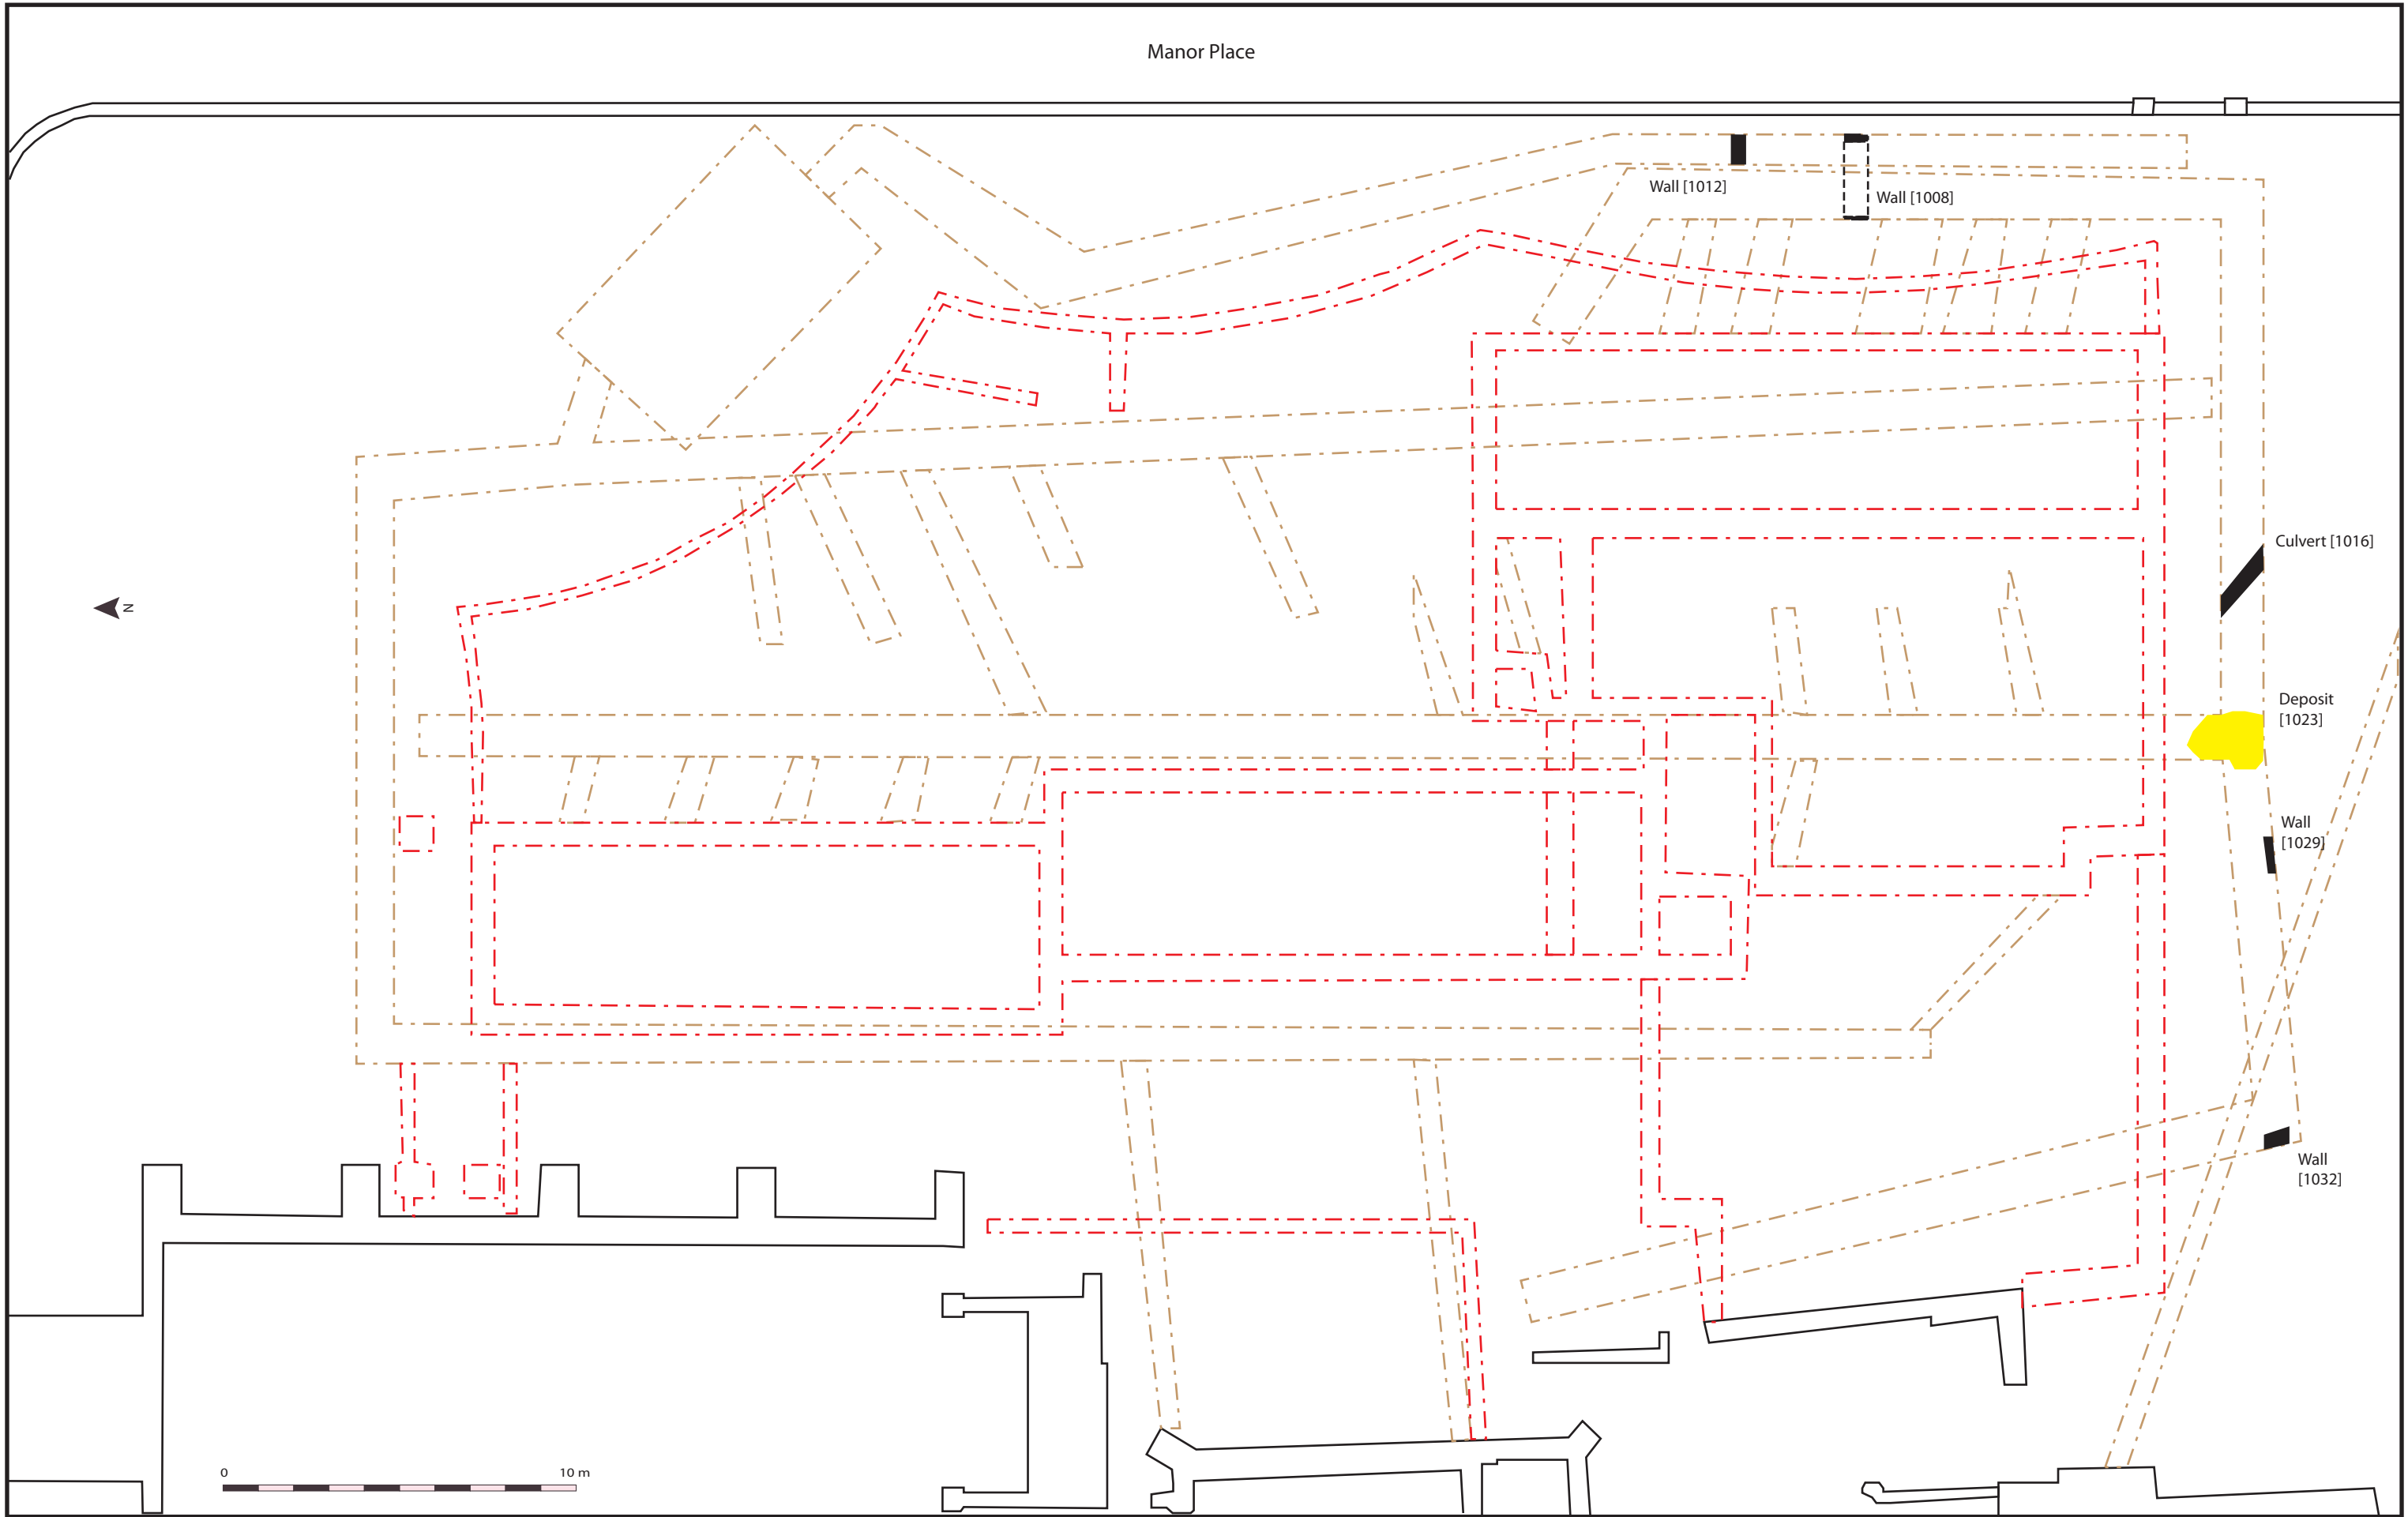 Manor Place
Wall [1012]
Wall [1008]
Culvert [1016]
N
Deposit
[1023]
Wall
[1029]
Wall
[1032]
0
10 m